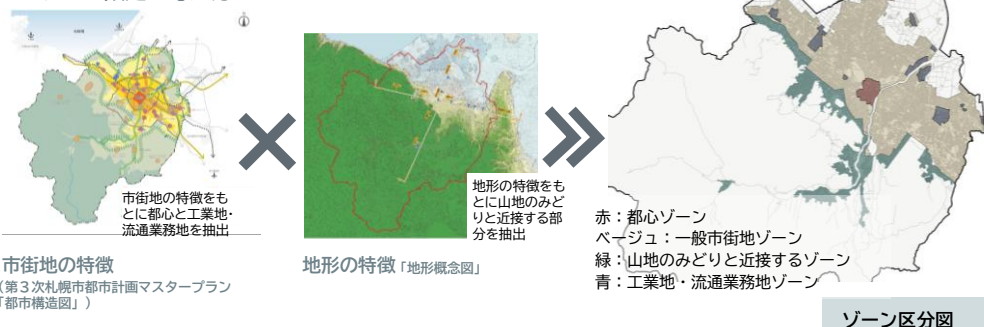 市街地の特徴をも
とに都心と工業地・
流通業務地を抽出
地形の特徴をも
とに山地のみど
りと近接する部
分を抽出
市街地の特徴
(第３次札幌市都市計画マスタープラン
「都市構造図」)
地形の特徴「地形概念図」
赤：都心ゾーン
ベージュ：一般市街地ゾーン
緑：山地のみどりと近接するゾーン
青：工業地・流通業務地ゾーン
ゾーン区分図